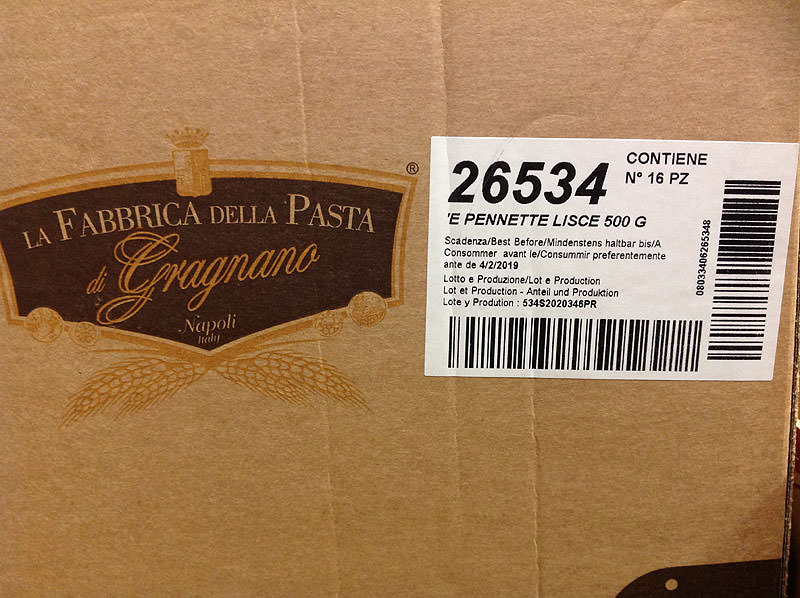 LA FABBRICA DELLA PASTA
di Gragnano
Napoli
Italy
®
26534
CONTIENE
N° 16 PZ
'E PENNETTE LISCE 500 G
Scadenza/Best Before/Mindenstens haltbar bis/A
Consommer avant le/Consummir preferentemente
ante de 4/2/2019
Lotto e Produzione/Lot e Production
Lot et Production - Anteil und Produktion
Lote y Prodution : 534S2020346PR
08033406265348